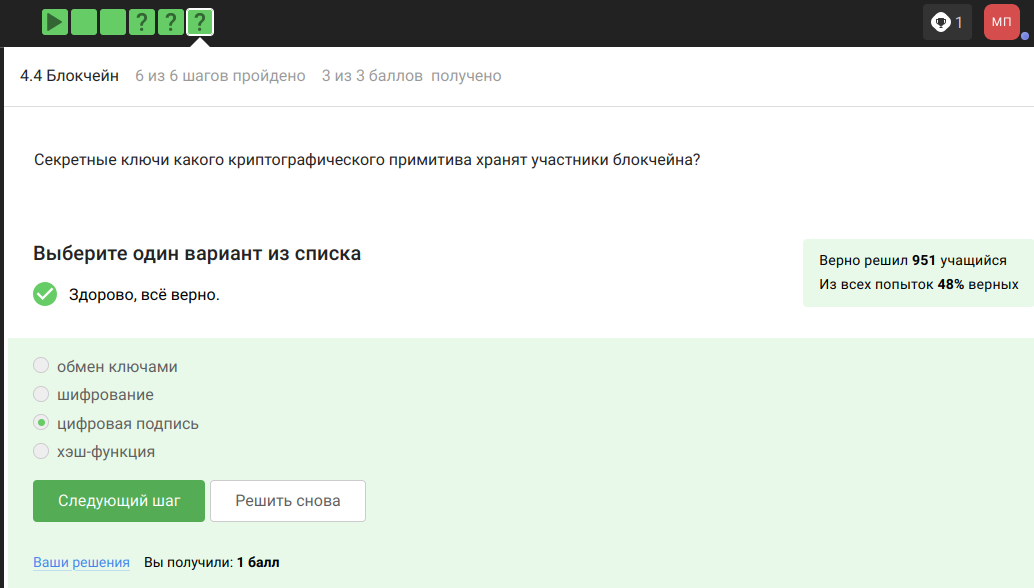 ? ? ?
1
МП
4.4 Блокчейн 6 из 6 шагов пройдено 3 из 3 баллов получено
Секретные ключи какого криптографического примитива хранят участники блокчейна?
Выберите один вариант из списка
Здорово, всё верно.
Верно решил 951 учащийся
Из всех попыток 48% верных
обмен ключами
шифрование
цифровая подпись
хэш-функция
Следующий шаг Решить снова
Ваши решения Вы получили: 1 балл